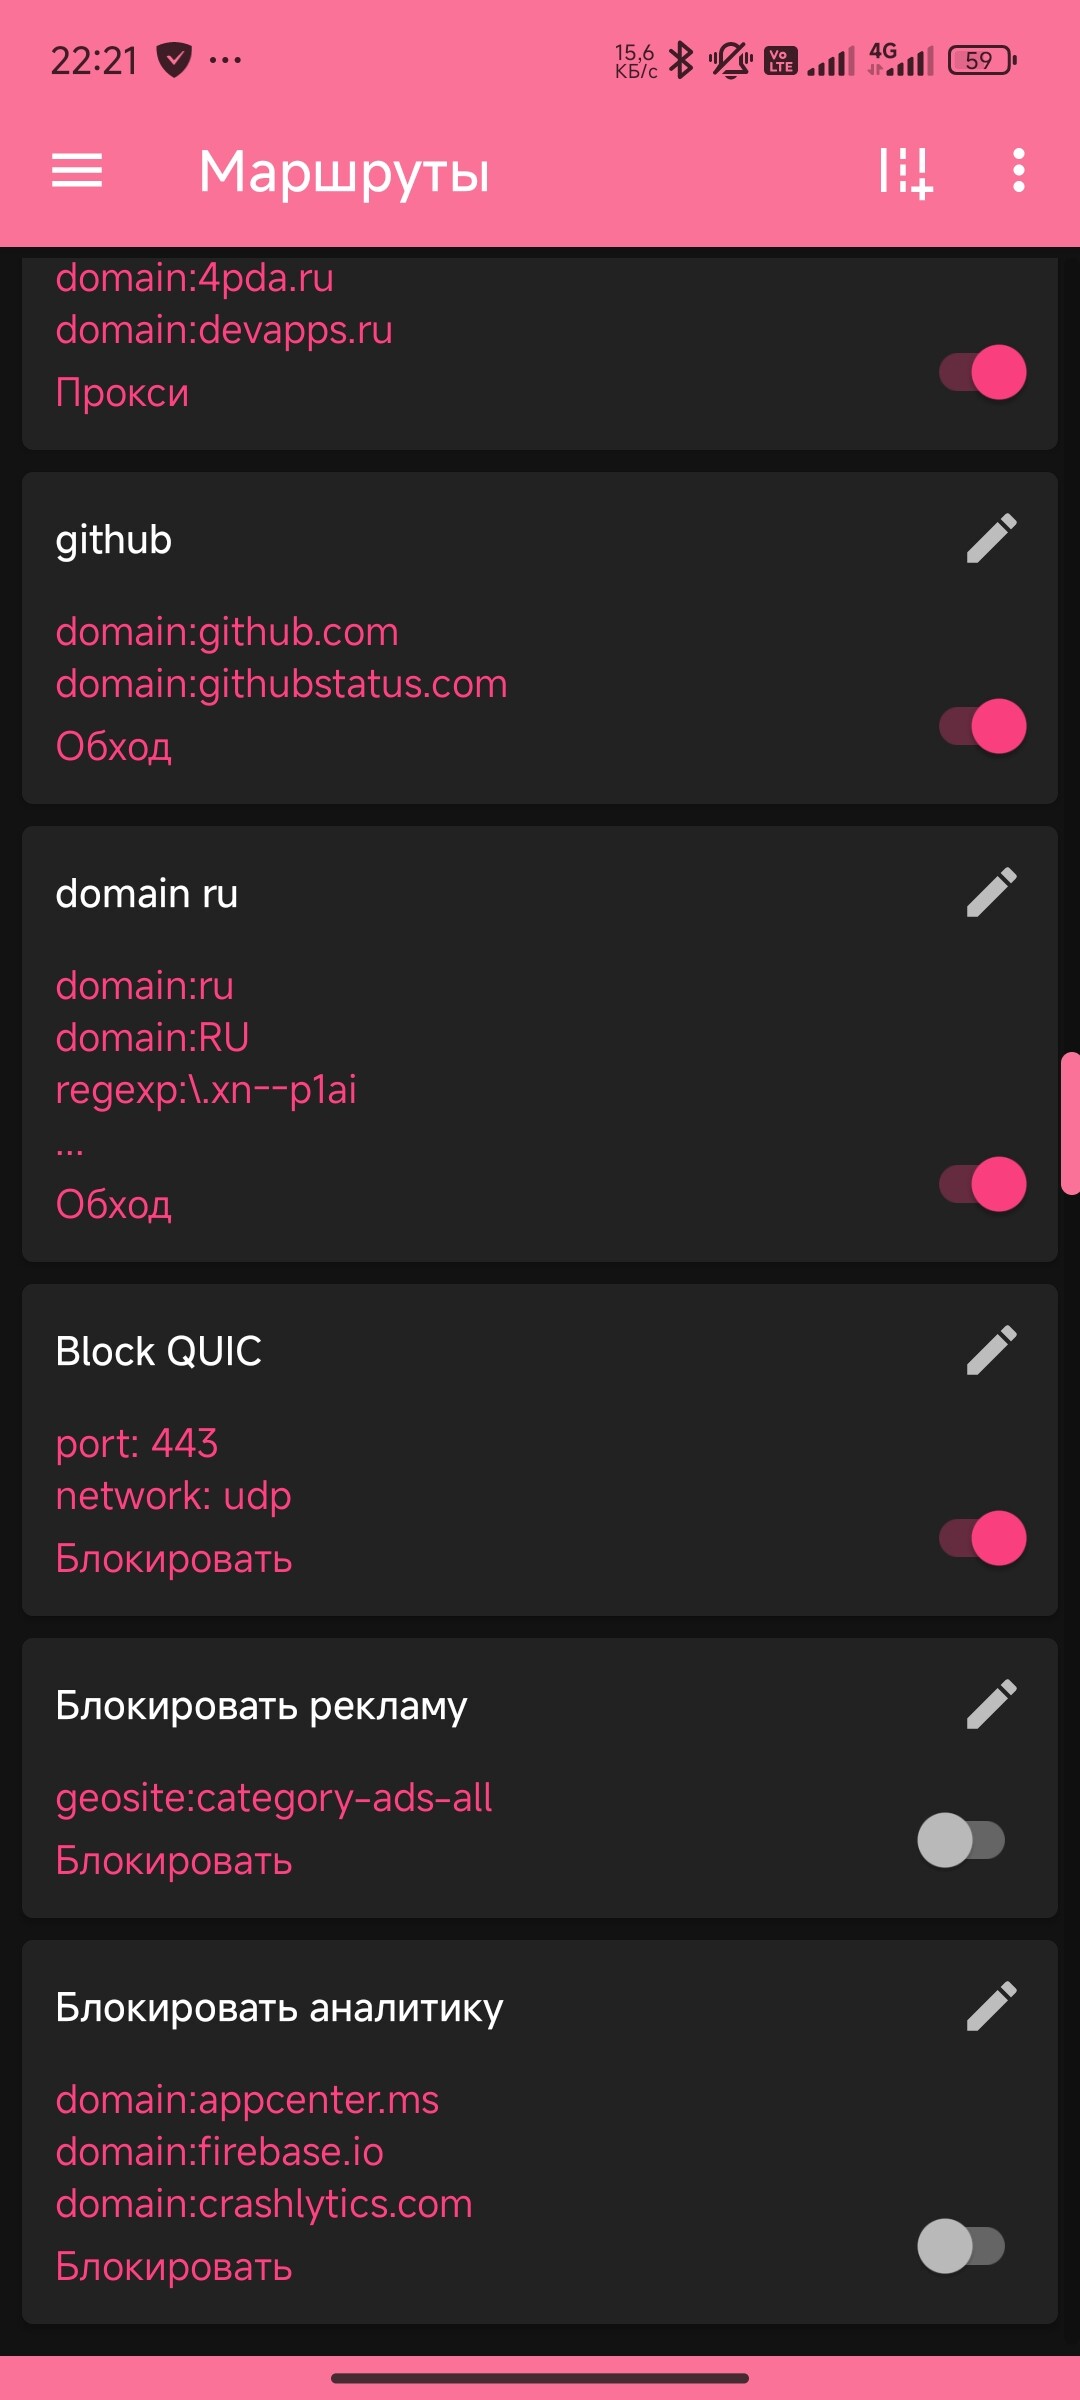 22:21
15,6 КБ/с
Vo LTE
4G
59
Маршруты
domain:4pda.ru
domain:devapps.ru
Прокси
github
domain:github.com
domain:githubstatus.com
Обход
domain ru
domain:ru
domain:RU
regexp:\.xn--p1ai
...
Обход
Block QUIC
port: 443
network: udp
Блокировать
Блокировать рекламу
geosite:category-ads-all
Блокировать
Блокировать аналитику
domain:appcenter.ms
domain:firebase.io
domain:crashlytics.com
Блокировать